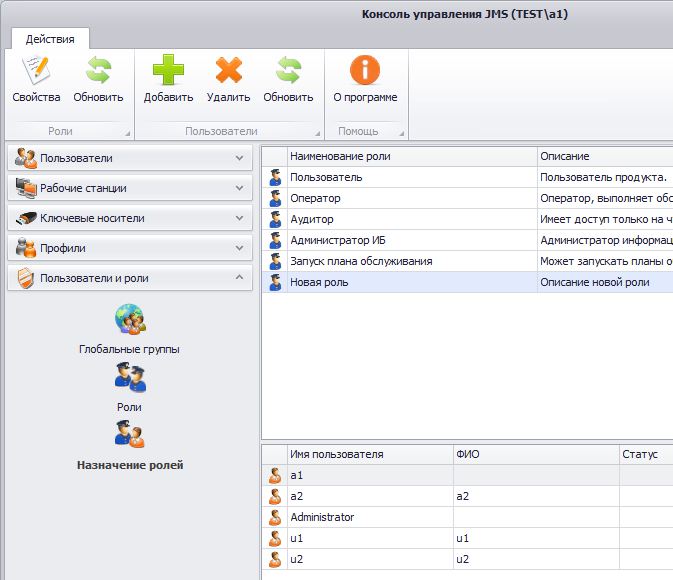 Консоль управления JMS (TEST\a1)
Действия
Свойства Обновить Добавить Удалить Обновить О программе
Роли Пользователи Помощь
Пользователи
Рабочие станции
Ключевые носители
Профили
Пользователи и роли
Глобальные группы
Роли
Назначение ролей
Наименование роли Описание
Пользователь Пользователь продукта.
Оператор Оператор, выполняет обс
Аудитор Имеет доступ только на ч
Администратор ИБ Администратор информац
Запуск плана обслуживания Может запускать планы о
Новая роль Описание новой роли
Имя пользователя ФИО Статус
a1
a2 a2
Administrator
u1 u1
u2 u2